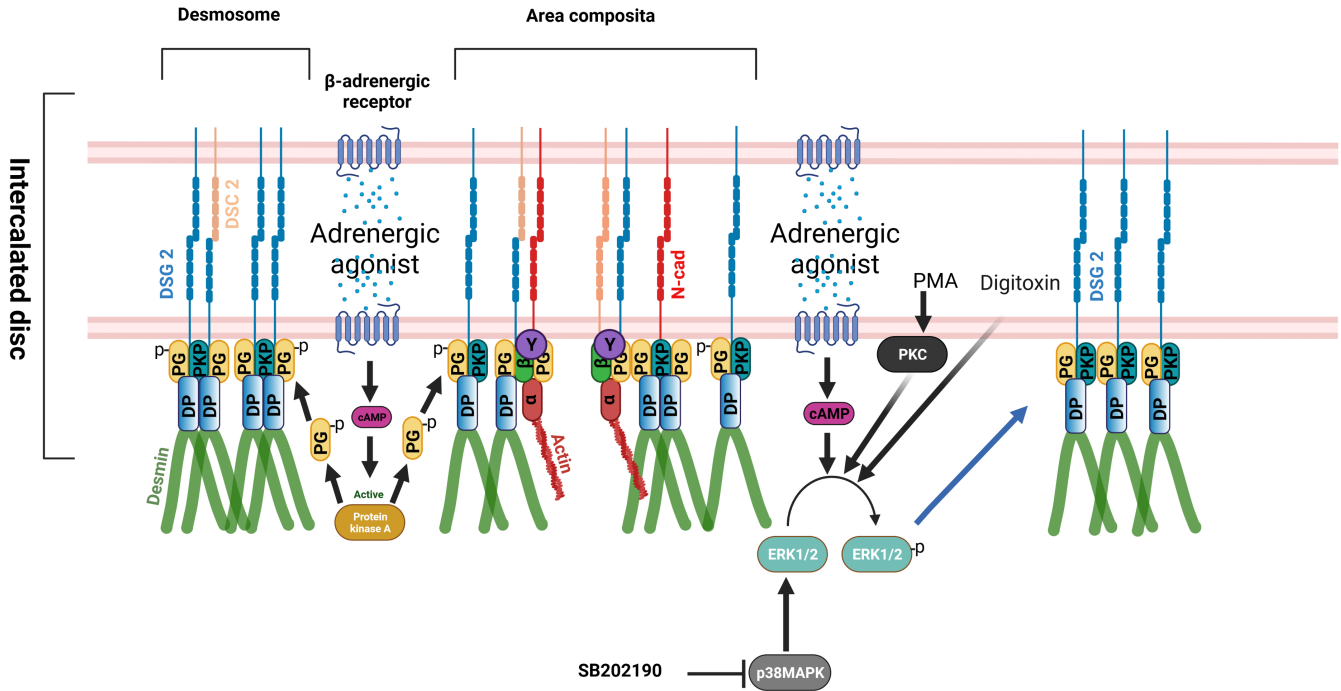 Desmosome
Area composita
β-adrenergic
receptor
Intercalated disc
DSG 2
DSC 2
Adrenergic
agonist
N-cad
Adrenergic
agonist
PMA
Digitoxin
DSG 2
PKC
p-
PG
PKP
PG
PG
PKP
PG
-p
DP
DP
DP
DP
p-
PG
PKP
PG
β
Y
PG
DP
DP
α
Y
β
PG
PKP
PG
α
DP
DP
p-
PG
PKP
DP
PG
PKP
PG
PKP
PG
PKP
DP
DP
DP
cAMP
cAMP
PG
-p
PG
-p
Desmin
Actin
Active
Protein
kinase A
ERK1/2
ERK1/2
-p
SB202190
p38MAPK